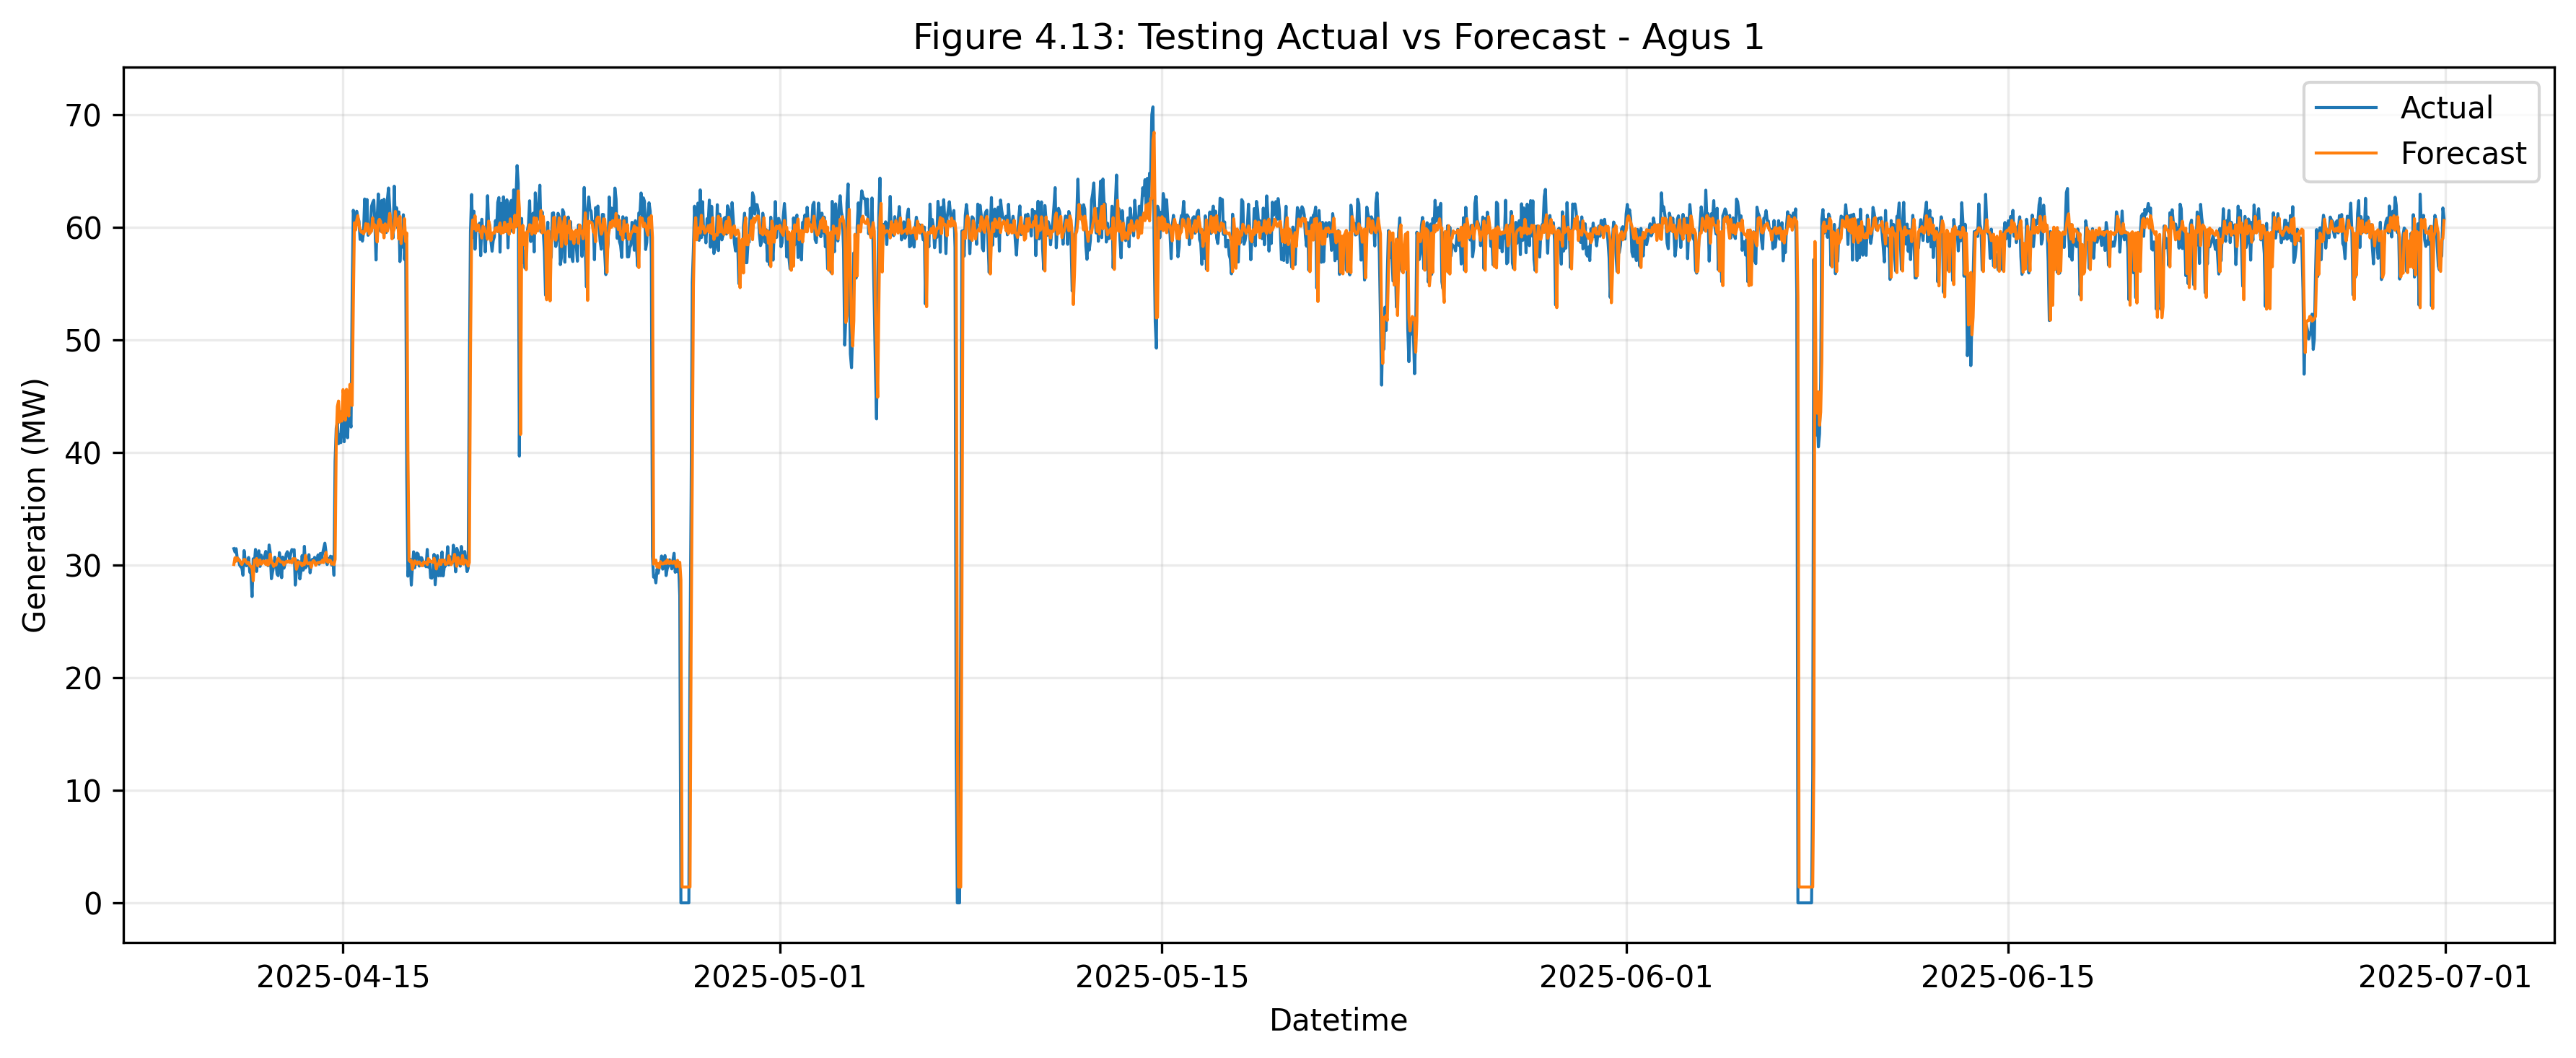 Figure 4.13: Testing Actual vs Forecast - Agus 1
Actual
Forecast
Generation (MW)
70
60
50
40
30
20
10
0
2025-04-15
2025-05-01
2025-05-15
2025-06-01
2025-06-15
2025-07-01
Datetime